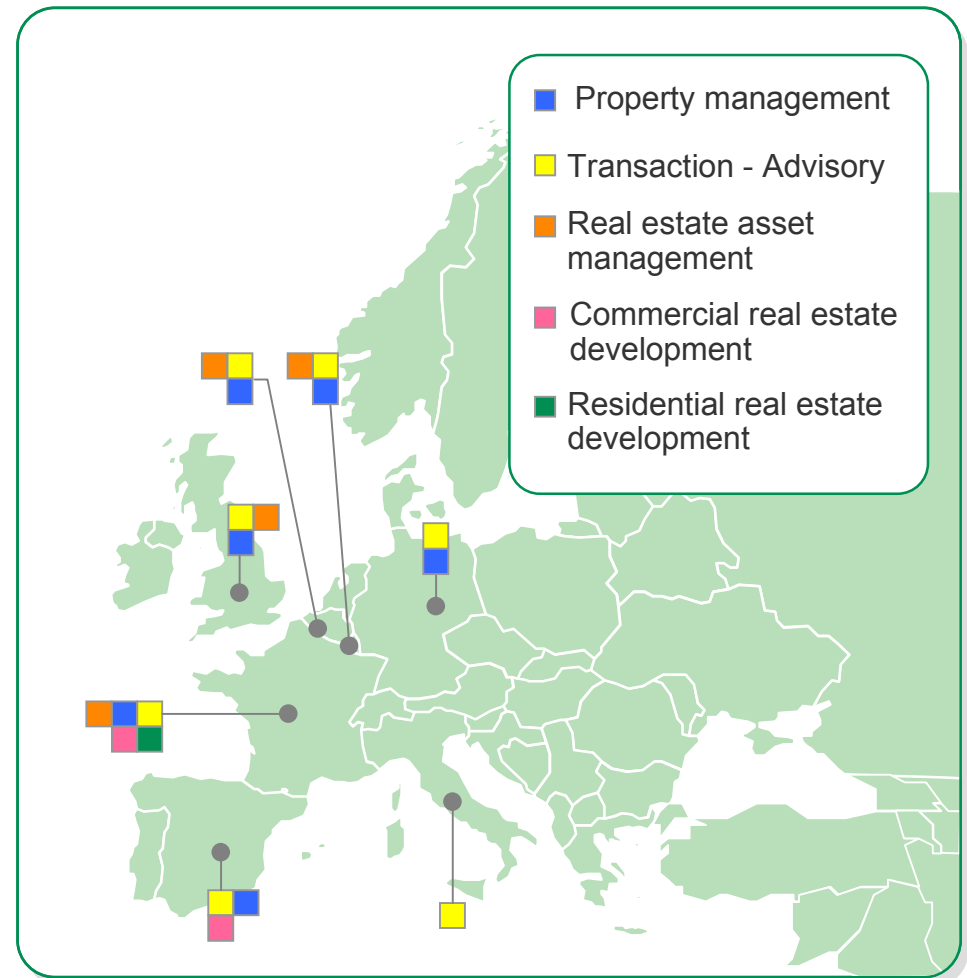 Property management
Transaction - Advisory
Real estate asset
management
Commercial real estate
development
Residential real estate
development